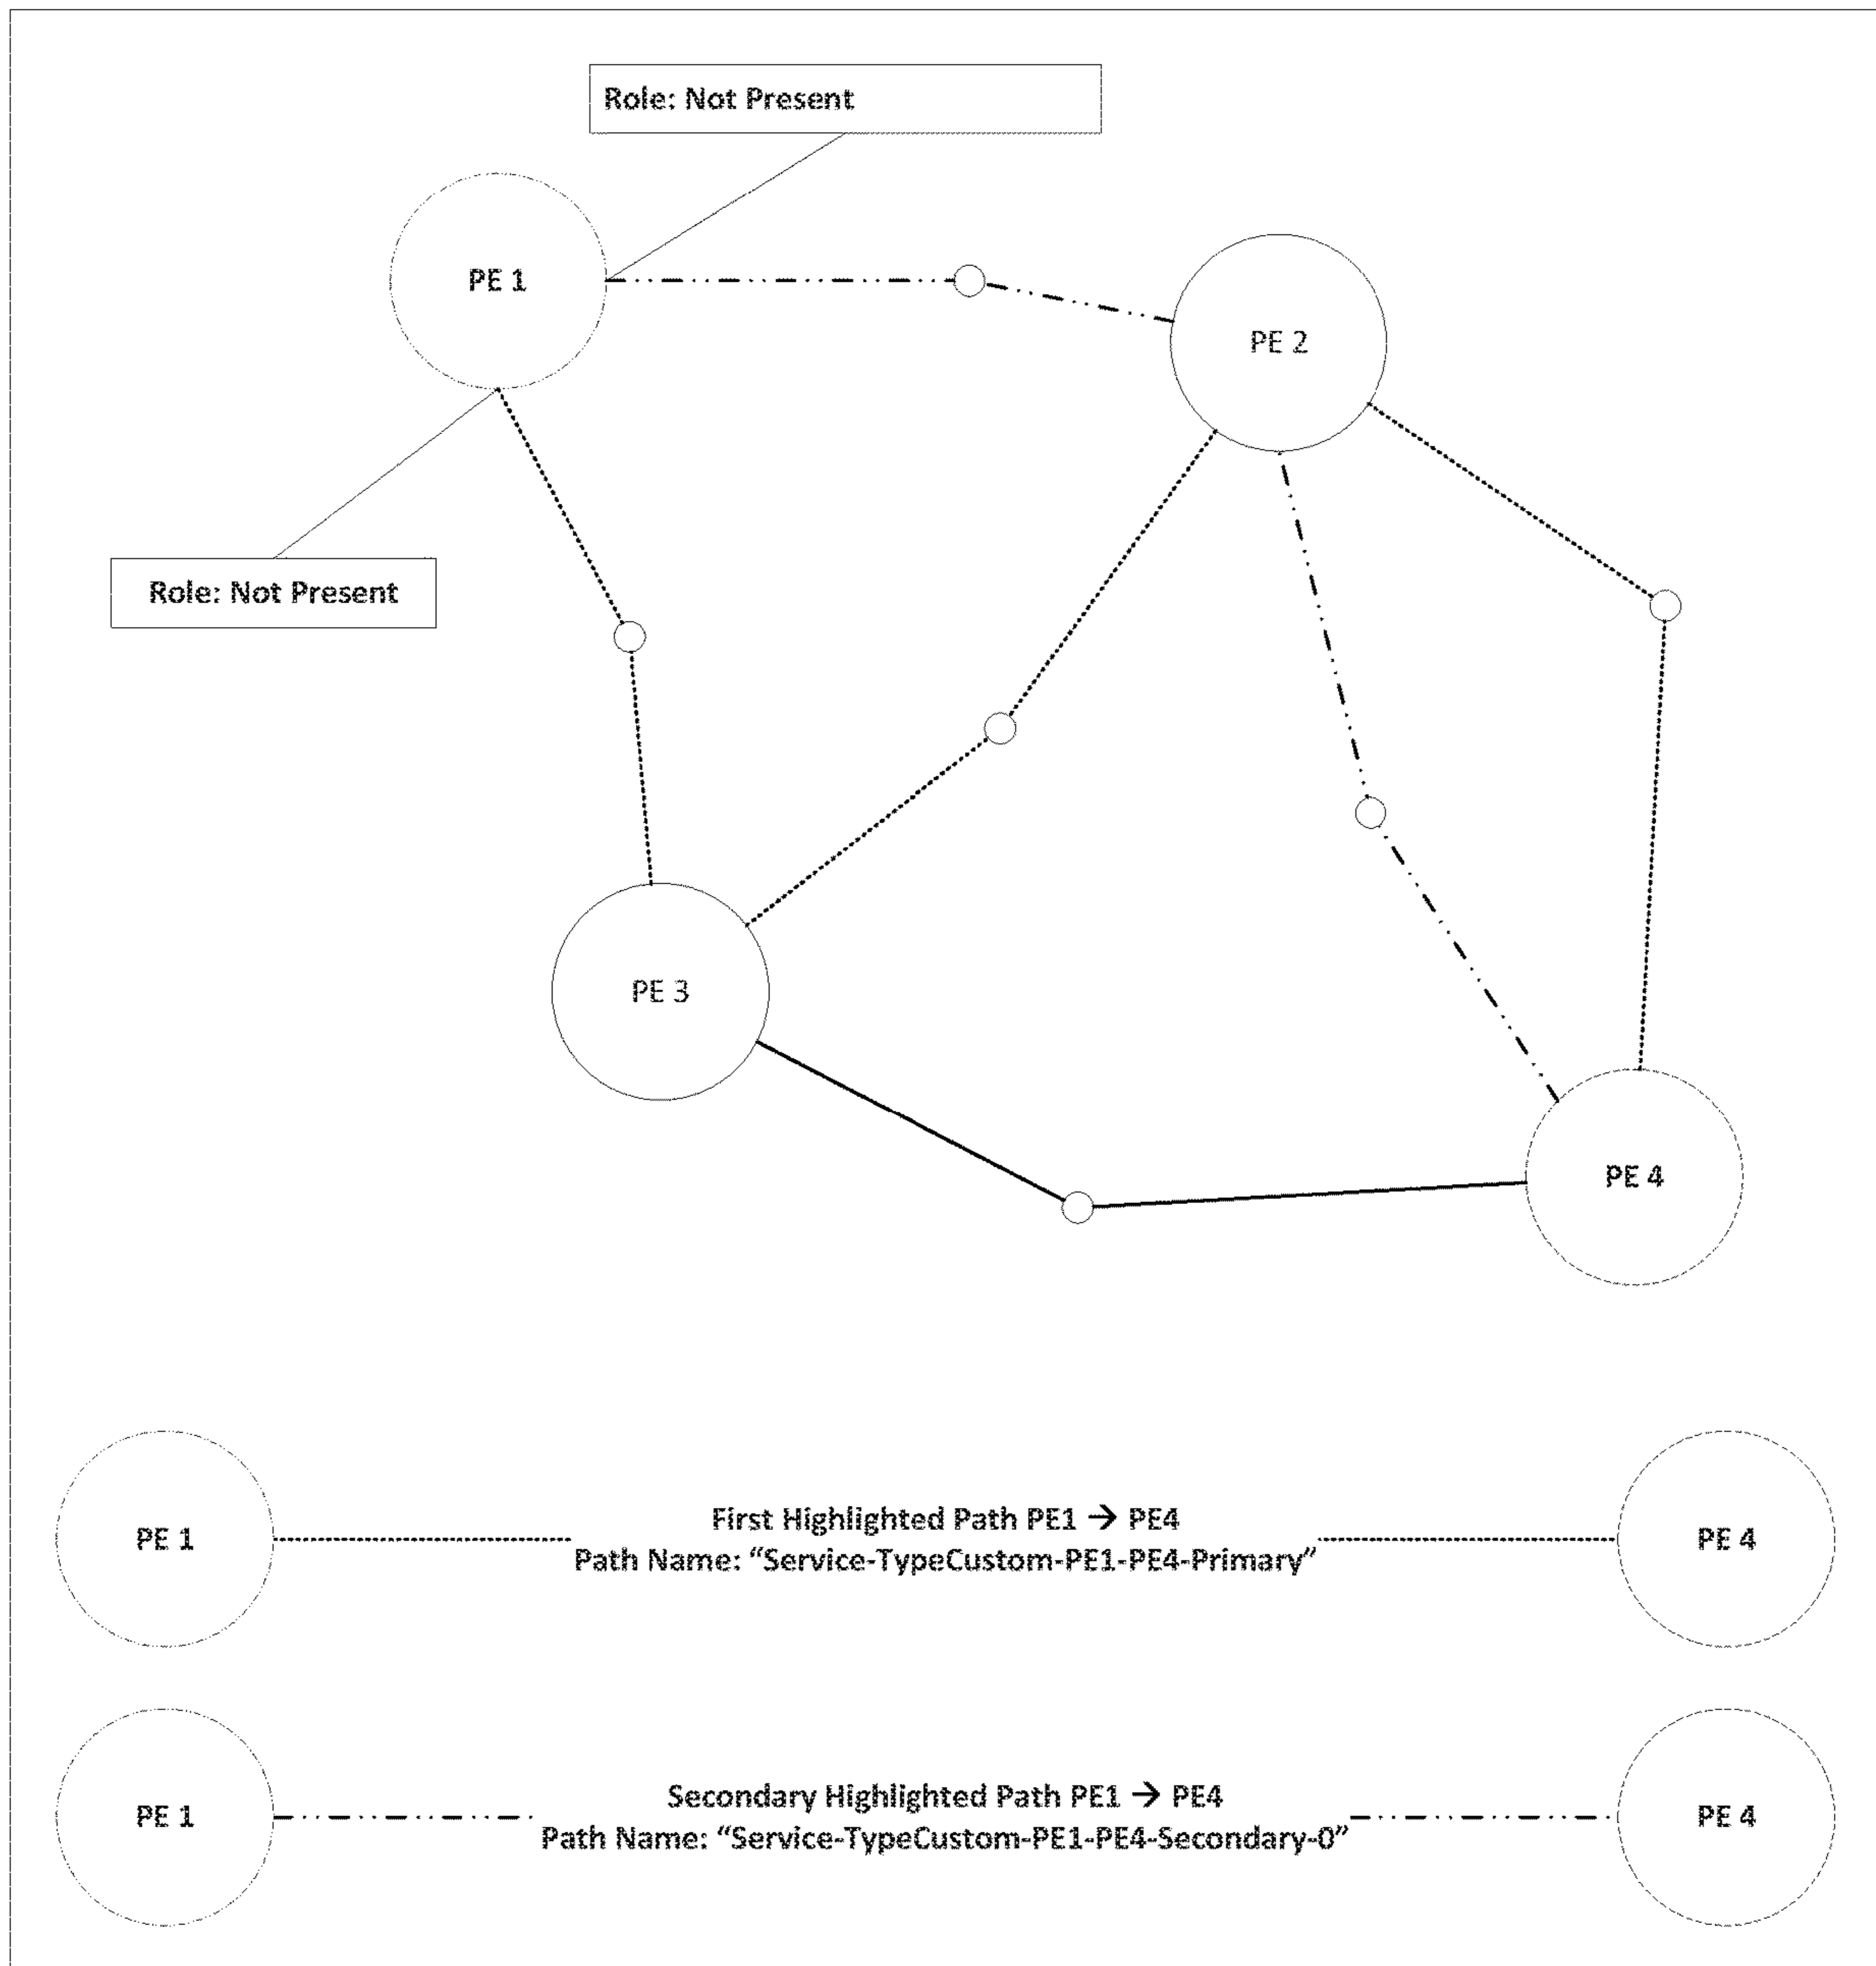 Role: Not Present
PE 1
PE 2
Role: Not Present
PE 3
PE 4
PE 1
First Highlighted Path PE1 → PE4
Path Name: “Service-TypeCustom-PE1-PE4-Primary”
PE 4
PE 1
Secondary Highlighted Path PE1 → PE4
Path Name: “Service-TypeCustom-PE1-PE4-Secondary-0”
PE 4